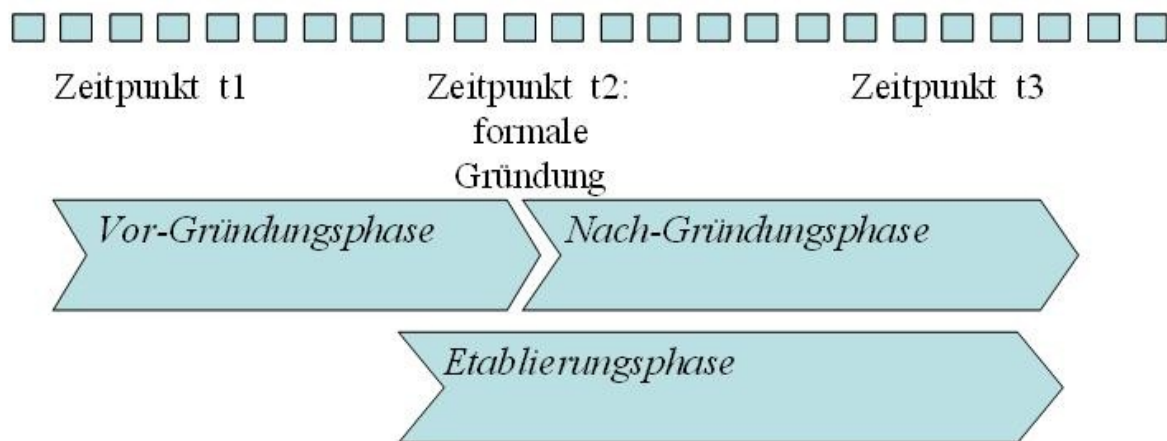 Zeitpunkt t1
Zeitpunkt t2:
formale
Gründung
Zeitpunkt t3
Vor-Gründungsphase
Nach-Gründungsphase
Etablierungsphase